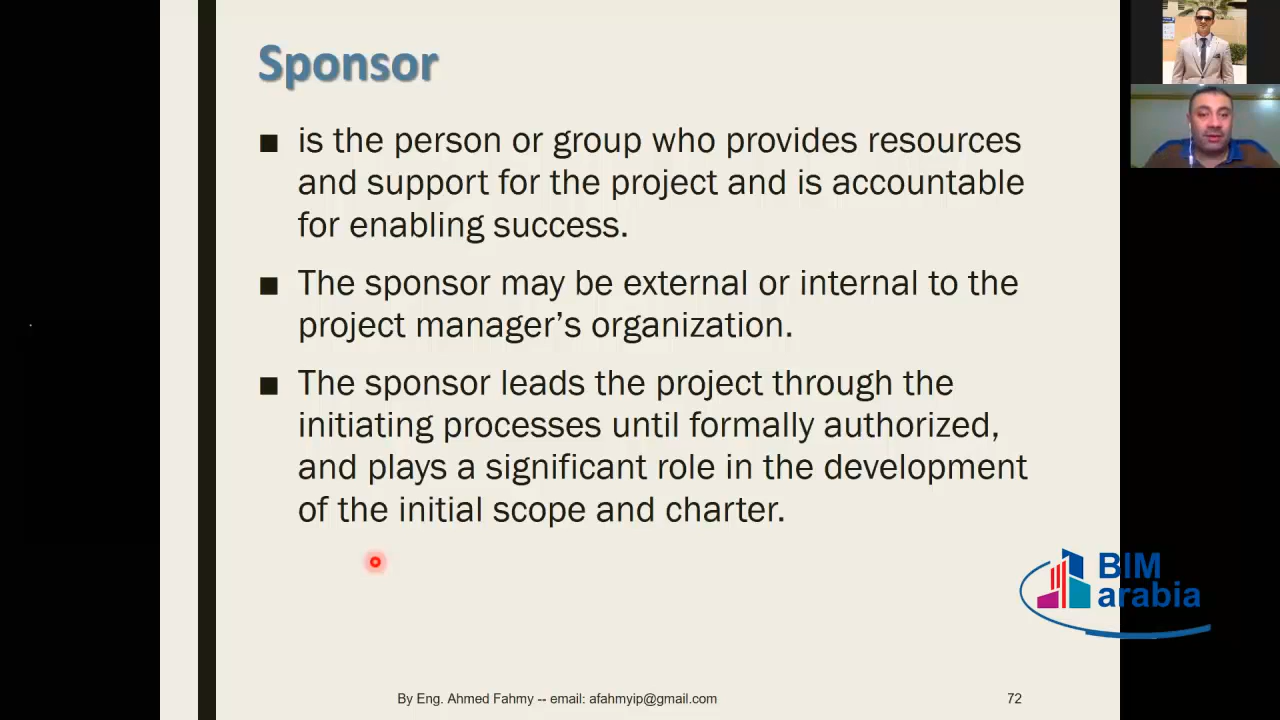 Sponsor
■ is the person or group who provides resources
and support for the project and is accountable
for enabling success.
■ The sponsor may be external or internal to the
project manager’s organization.
■ The sponsor leads the project through the
initiating processes until formally authorized,
and plays a significant role in the development
of the initial scope and charter.
BIM
arabia
By Eng. Ahmed Fahmy -- email: afahmyip@gmail.com
72